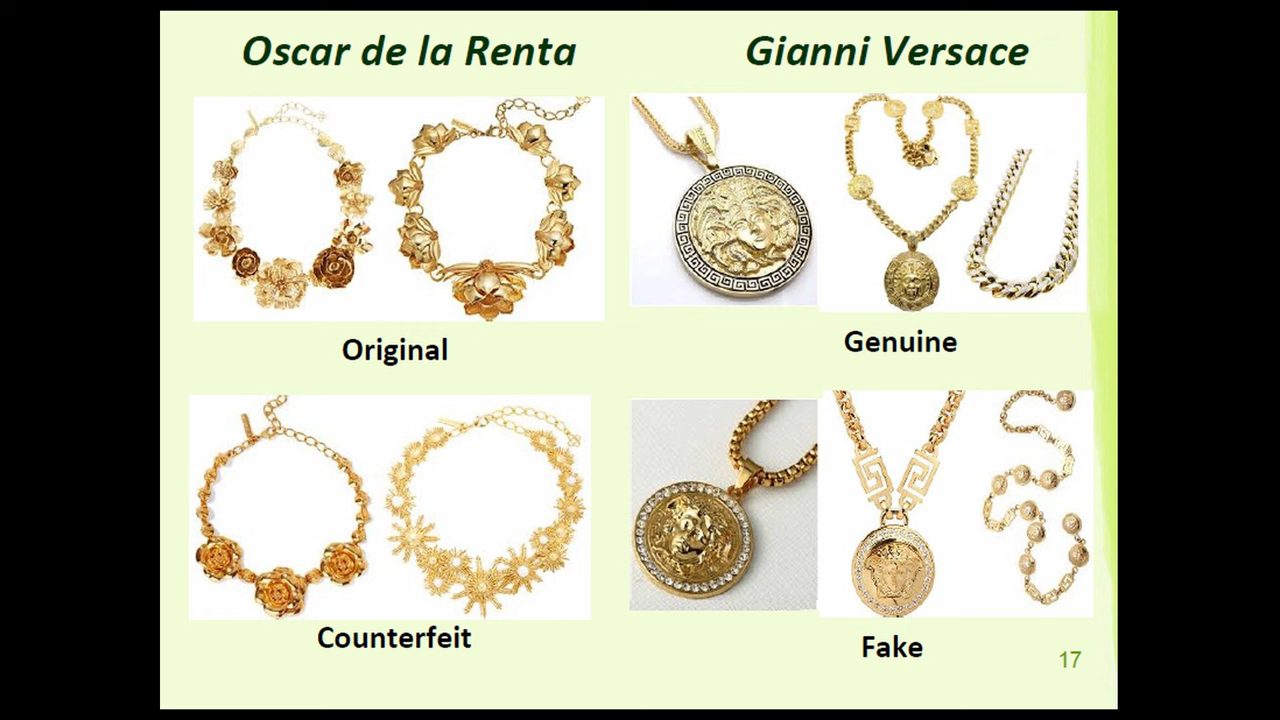 Oscar de la Renta
Gianni Versace
Original
Genuine
Counterfeit
Fake
17